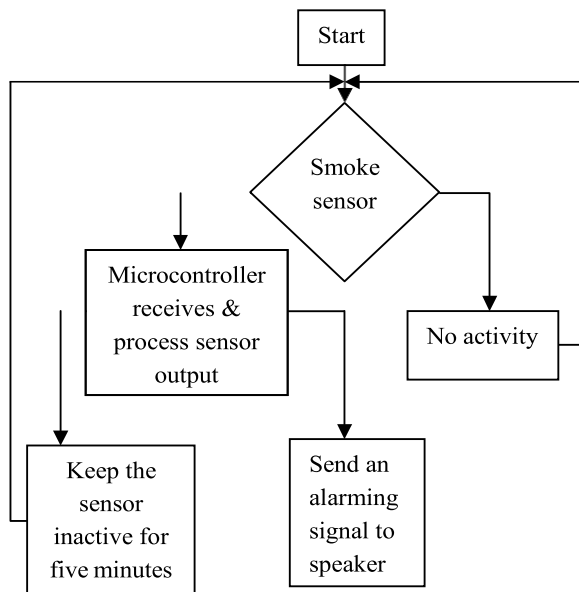 Start
Smoke
sensor
Microcontroller
receives &
process sensor
output
No activity
Keep the
sensor
inactive for
five minutes
Send an
alarming
signal to
speaker